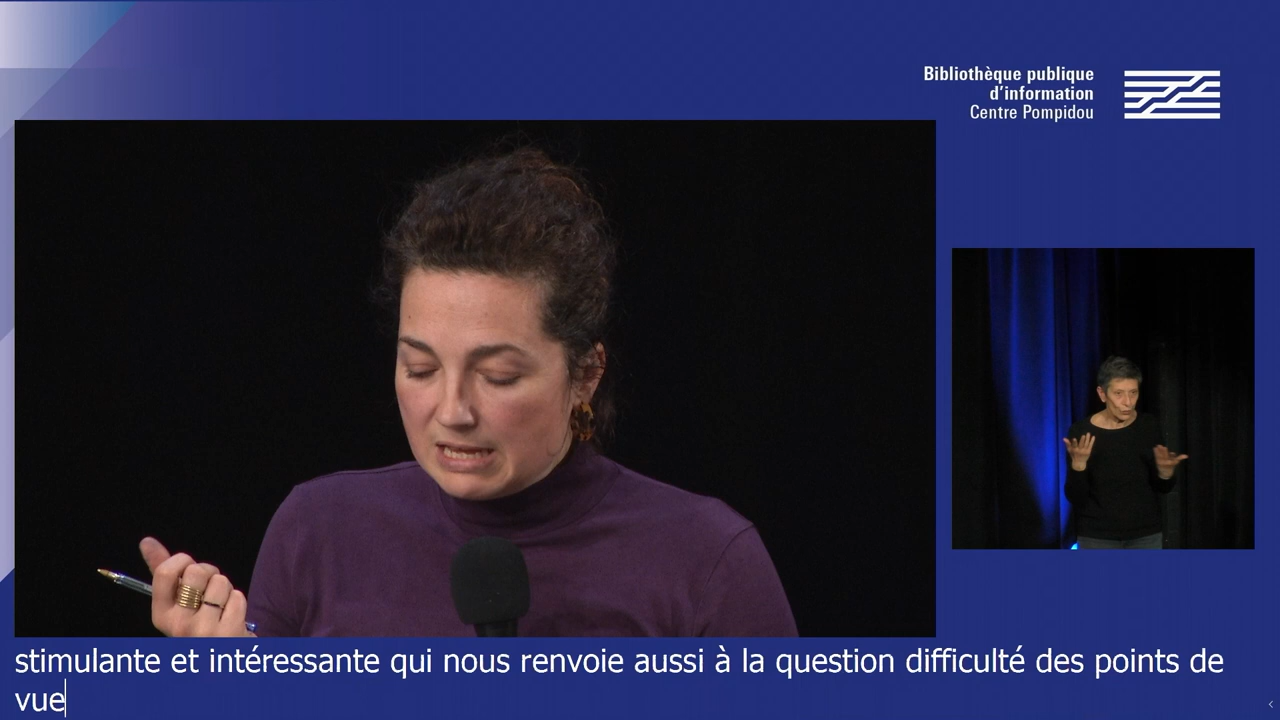 Bibliothèque publique
d'information
Centre Pompidou
stimulante et intéressante qui nous renvoie aussi à la question difficulté des points de
vue